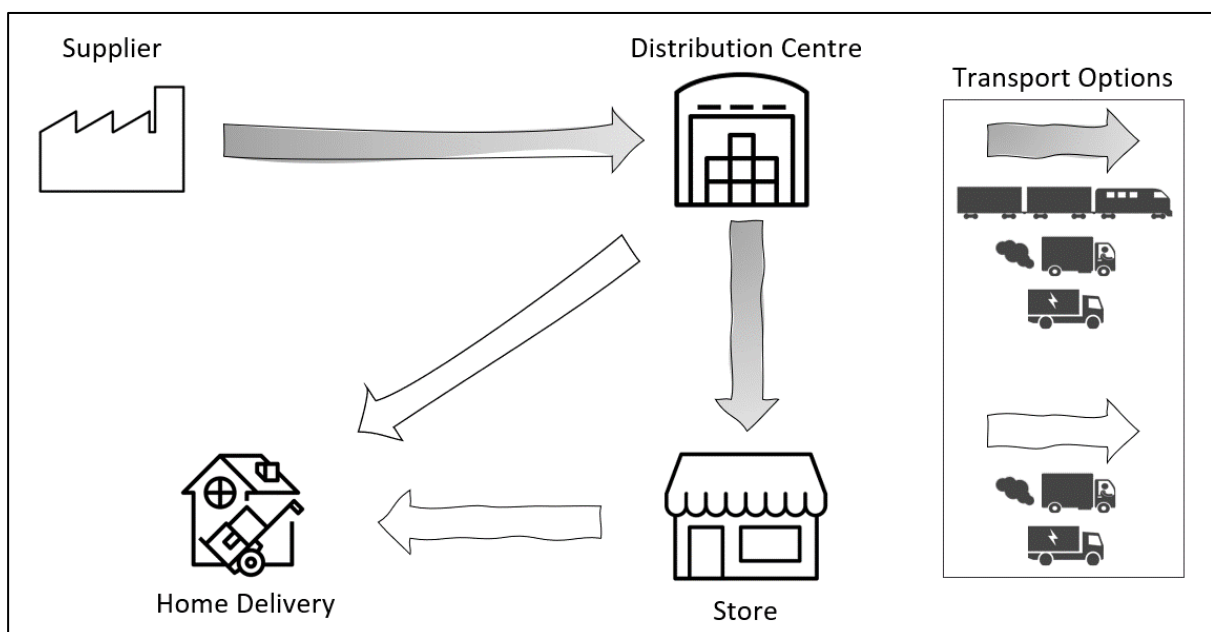 Supplier
Distribution Centre
Transport Options
Home Delivery
Store